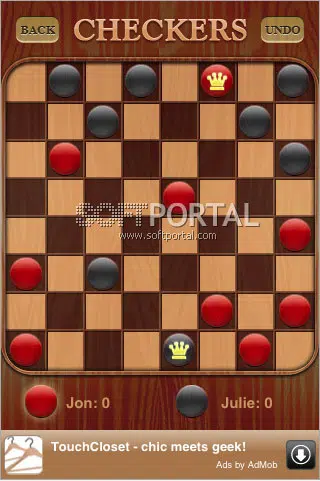 BACK CHECKERS UNDO
SOFTPORTAL
www.softportal.com
Jon: 0 Julie: 0
TouchCloset - chic meets geek!
Ads by AdMob